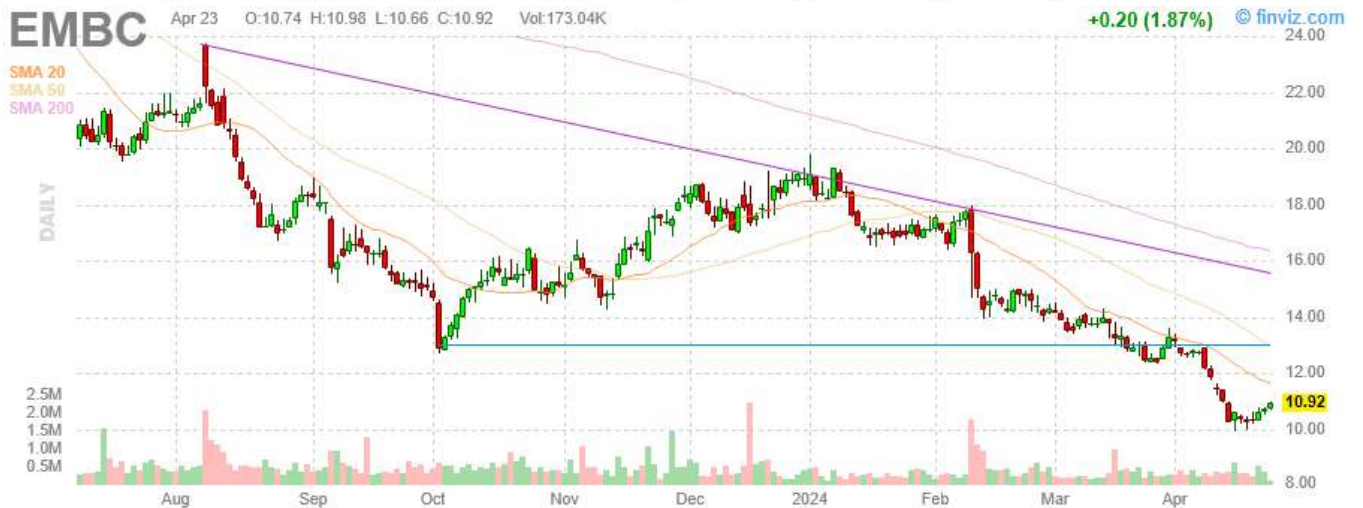 EMBC Apr 23 O:10.74 H:10.98 L:10.66 C:10.92 Vol:173.04K +0.20 (1.87%) © finviz.com
SMA 20
SMA 50
SMA 200
DAILY
24.00
22.00
20.00
18.00
16.00
14.00
12.00
10.92
10.00
8.00
2.5M
2.0M
1.5M
1.0M
0.5M
Aug Sep Oct Nov Dec 2024 Feb Mar Apr